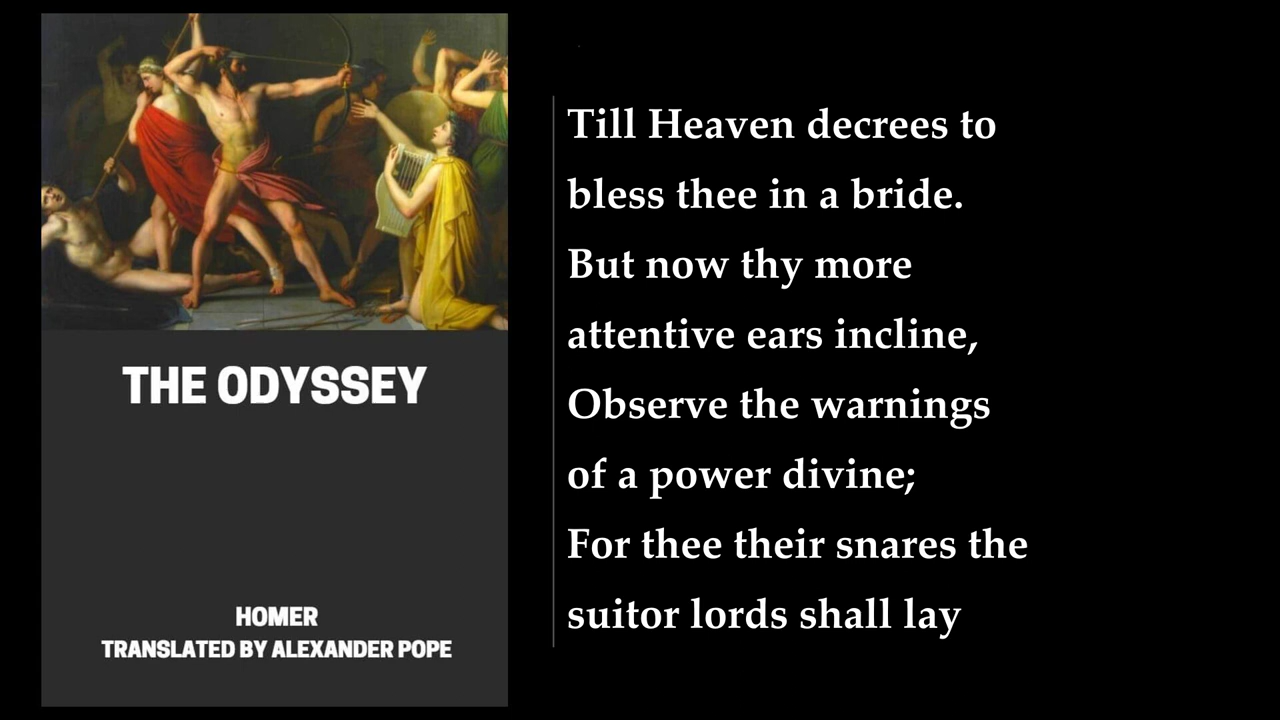 THE ODYSSEY
HOMER
TRANSLATED BY ALEXANDER POPE
Till Heaven decrees to
bless thee in a bride.
But now thy more
attentive ears incline,
Observe the warnings
of a power divine;
For thee their snares the
suitor lords shall lay